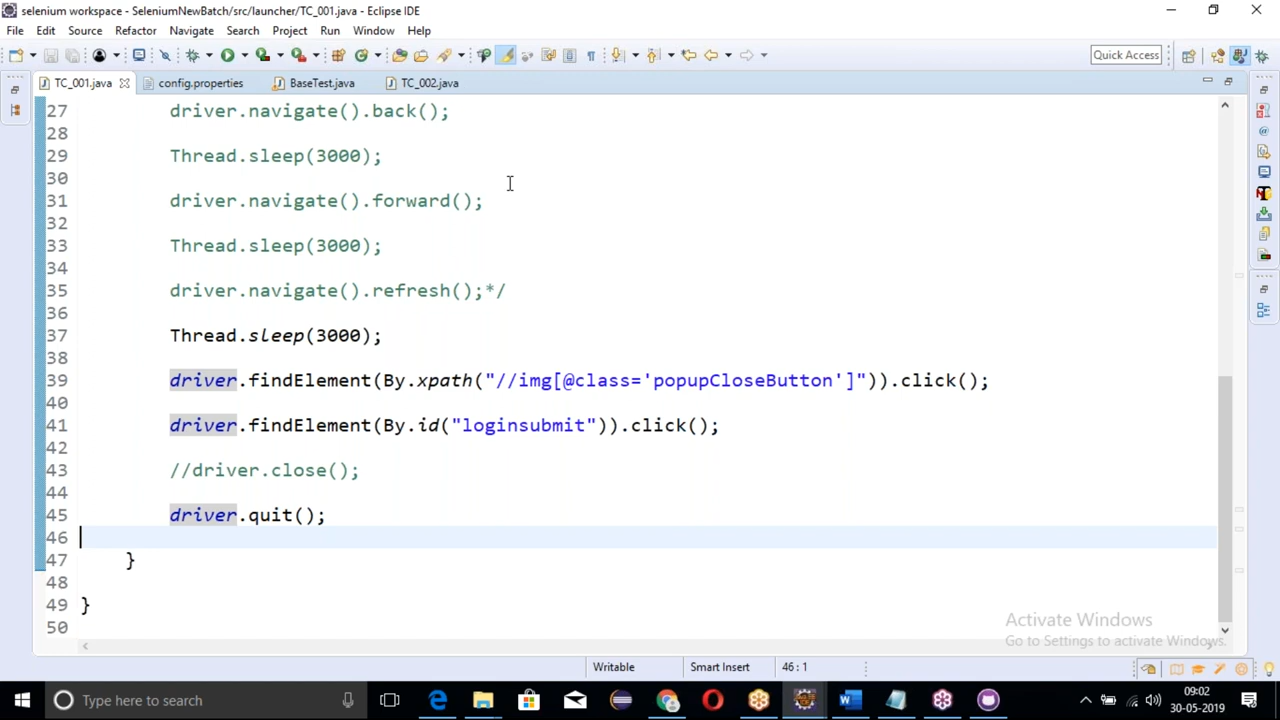 selenium workspace - SeleniumNewBatch/src/launcher/TC_001.java - Eclipse IDE
File Edit Source Refactor Navigate Search Project Run Window Help
Quick Access
TC_001.java config.properties BaseTest.java TC_002.java
27 driver.navigate().back();
28
29 Thread.sleep(3000);
30
31 driver.navigate().forward();
32
33 Thread.sleep(3000);
34
35 driver.navigate().refresh();*/
36
37 Thread.sleep(3000);
38
39 driver.findElement(By.xpath("//img[@class='popupCloseButton']")).click();
40
41 driver.findElement(By.id("loginsubmit")).click();
42
43 //driver.close();
44
45 driver.quit();
46
47 }
48
49 }
50
Activate Windows
Go to Settings to activate Windows.
Writable Smart Insert 46 : 1
Type here to search
09:02
30-05-2019